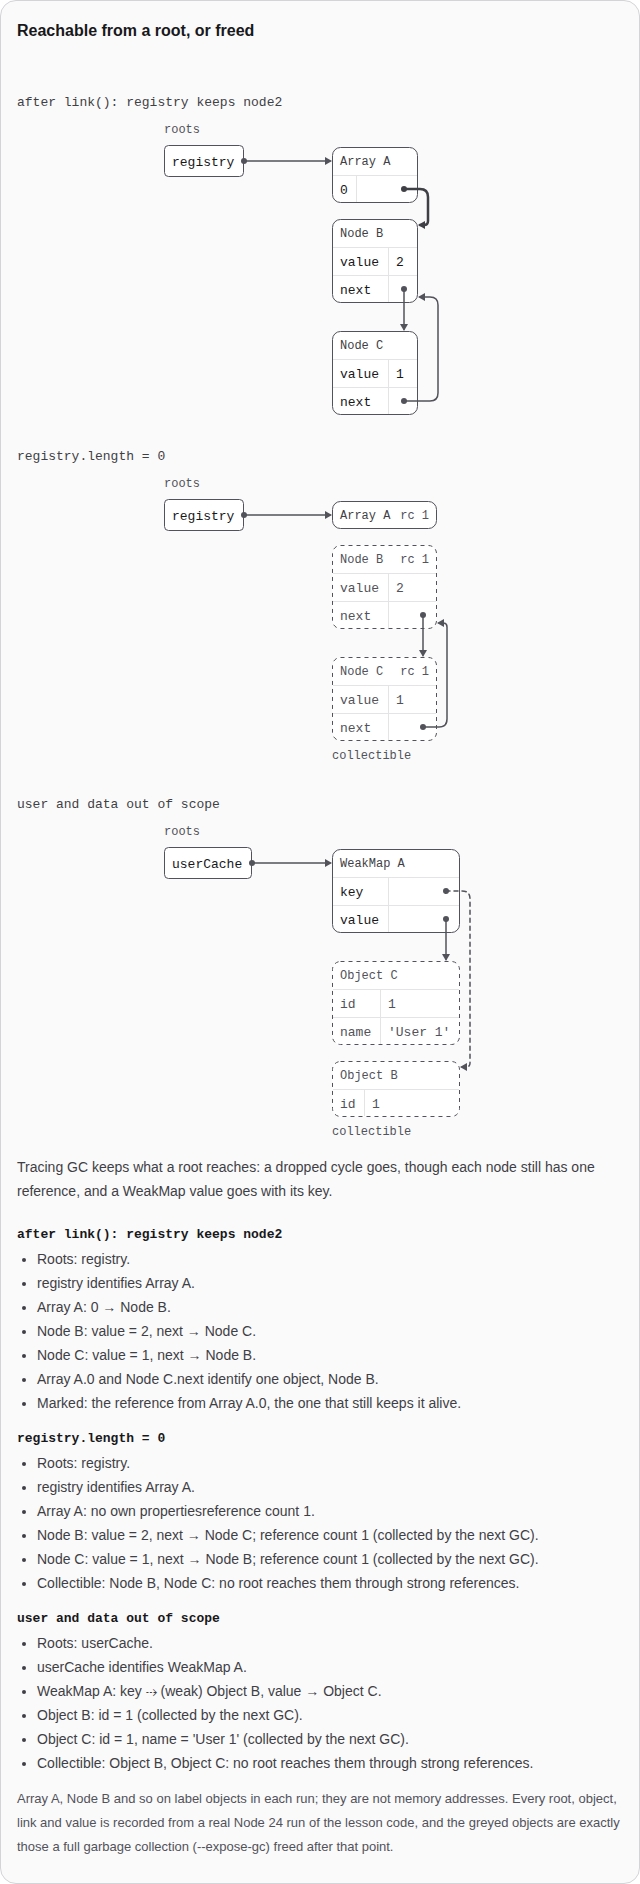 Reachable from a root, or freed
after link(): registry keeps node2
roots
registry
Array A
0
Node B
value 2
next
Node C
value 1
next
registry.length = 0
roots
registry
Array A rc 1
Node B rc 1
value 2
next
Node C rc 1
value 1
next
collectible
user and data out of scope
roots
userCache
WeakMap A
key
value
Object C
id 1
name 'User 1'
Object B
id 1
collectible
Tracing GC keeps what a root reaches: a dropped cycle goes, though each node still has one
reference, and a WeakMap value goes with its key.
after link(): registry keeps node2
• Roots: registry.
• registry identifies Array A.
• Array A: 0 → Node B.
• Node B: value = 2, next → Node C.
• Node C: value = 1, next → Node B.
• Array A.0 and Node C.next identify one object, Node B.
• Marked: the reference from Array A.0, the one that still keeps it alive.
registry.length = 0
• Roots: registry.
• registry identifies Array A.
• Array A: no own propertiesreference count 1.
• Node B: value = 2, next → Node C; reference count 1 (collected by the next GC).
• Node C: value = 1, next → Node B; reference count 1 (collected by the next GC).
• Collectible: Node B, Node C: no root reaches them through strong references.
user and data out of scope
• Roots: userCache.
• userCache identifies WeakMap A.
• WeakMap A: key ⇢ (weak) Object B, value → Object C.
• Object B: id = 1 (collected by the next GC).
• Object C: id = 1, name = 'User 1' (collected by the next GC).
• Collectible: Object B, Object C: no root reaches them through strong references.
Array A, Node B and so on label objects in each run; they are not memory addresses. Every root, object,
link and value is recorded from a real Node 24 run of the lesson code, and the greyed objects are exactly
those a full garbage collection (--expose-gc) freed after that point.